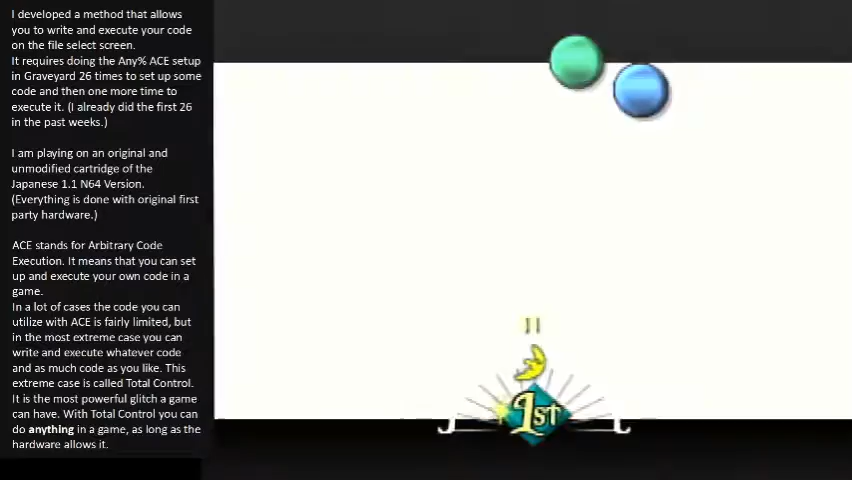 I developed a method that allows
you to write and execute your code
on the file select screen.
It requires doing the Any% ACE setup
in Graveyard 26 times to set up some
code and then one more time to
execute it. (I already did the first 26
in the past weeks.)
I am playing on an original and
unmodified cartridge of the
Japanese 1.1 N64 Version.
(Everything is done with original first
party hardware.)
ACE stands for Arbitrary Code
Execution. It means that you can set
up and execute your own code in a
game.
In a lot of cases the code you can
utilize with ACE is fairly limited, but
in the most extreme case you can
write and execute whatever code
and as much code as you like. This
extreme case is called Total Control.
It is the most powerful glitch a game
can have. With Total Control you can
do anything in a game, as long as the
hardware allows it.
1st